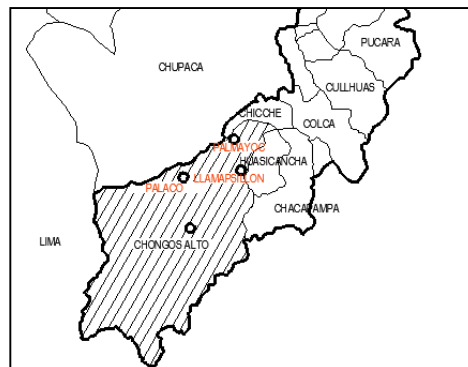 PUCARA
CHUPACA
CULLHUAS
CHICCHE
COLCA
PALMAYOC
HUASICANCHA
LLAMAPSILLON
PALACO
CHACAPAMPA
LIMA
CHONGOS ALTO